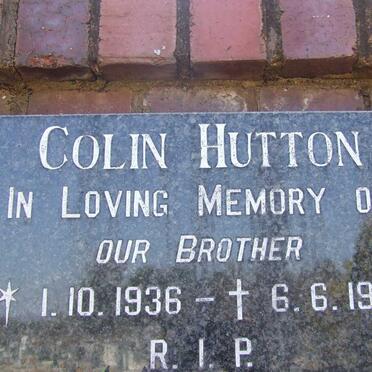 COLIN HUTTON
IN LOVING MEMORY O
OUR BROTHER
* 1.10.1936 – † 6.6.19
R.I.P.